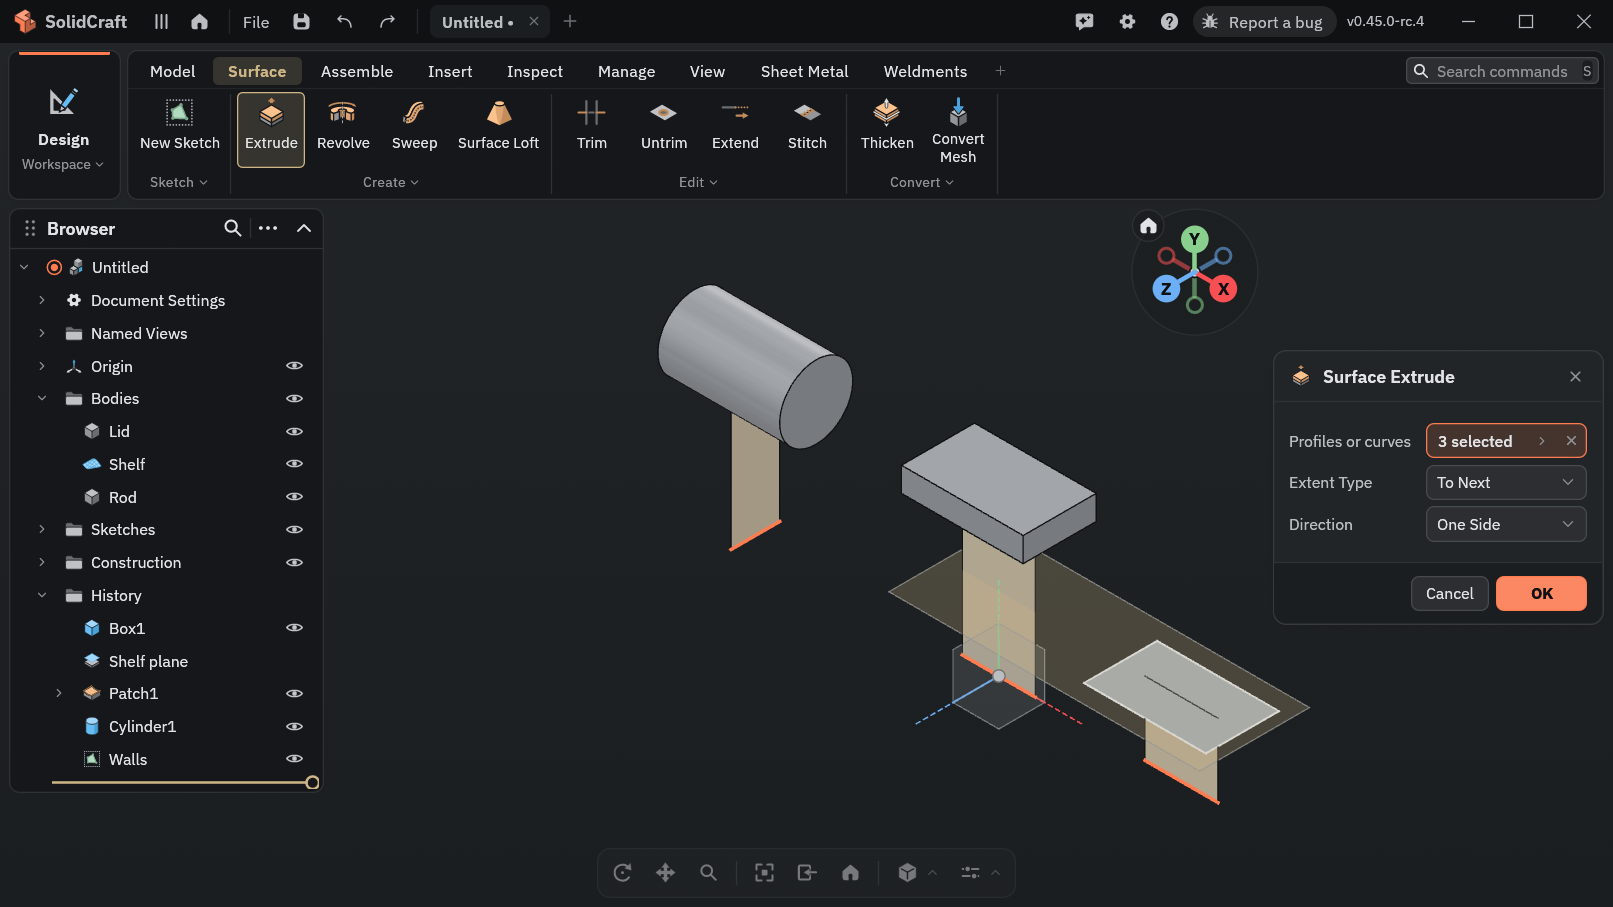 SolidCraft
File
Untitled •
Report a bug
v0.45.0-rc.4
Design
Workspace
Model
Surface
Assemble
Insert
Inspect
Manage
View
Sheet Metal
Weldments
Search commands
S
New Sketch
Extrude
Revolve
Sweep
Surface Loft
Trim
Untrim
Extend
Stitch
Thicken
Convert
Mesh
Sketch
Create
Edit
Convert
Browser
Untitled
Document Settings
Named Views
Origin
Bodies
Lid
Shelf
Rod
Sketches
Construction
History
Box1
Shelf plane
Patch1
Cylinder1
Walls
Y
Z
X
Surface Extrude
Profiles or curves
3 selected
Extent Type
To Next
Direction
One Side
Cancel
OK